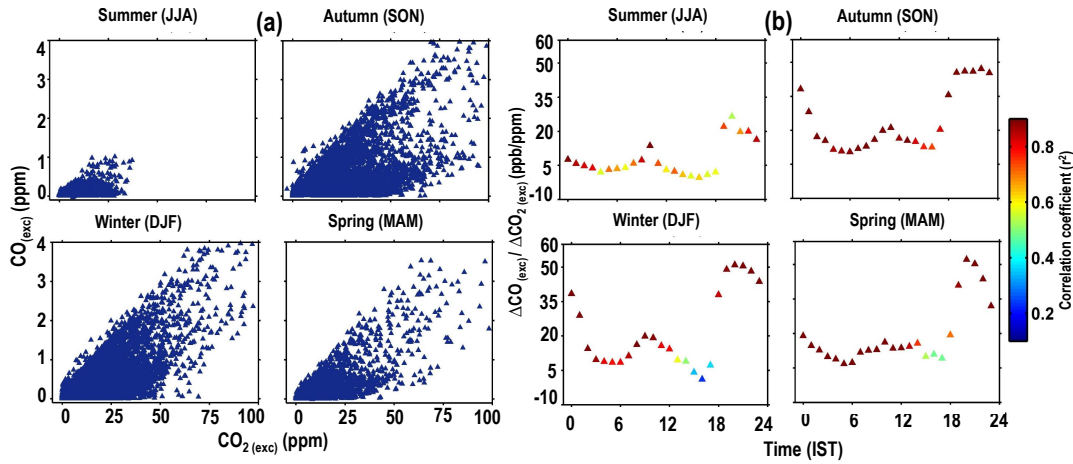 (a)
Summer (JJA)
Autumn (SON)
4
3
2
1
0
Winter (DJF)
Spring (MAM)
4
3
2
1
0
0 25 50 75 100
0 25 50 75 100
CO(exc) (ppm)
CO2 (exc) (ppm)
(b)
Summer (JJA)
Autumn (SON)
60
50
35
20
5
-10
Winter (DJF)
Spring (MAM)
60
50
35
20
5
-10
0 6 12 18 24
0 6 12 18 24
ΔCO(exc)/ ΔCO2 (exc) (ppb/ppm)
Time (IST)
0.8
0.6
0.4
0.2
Correlation coefficient (r2)